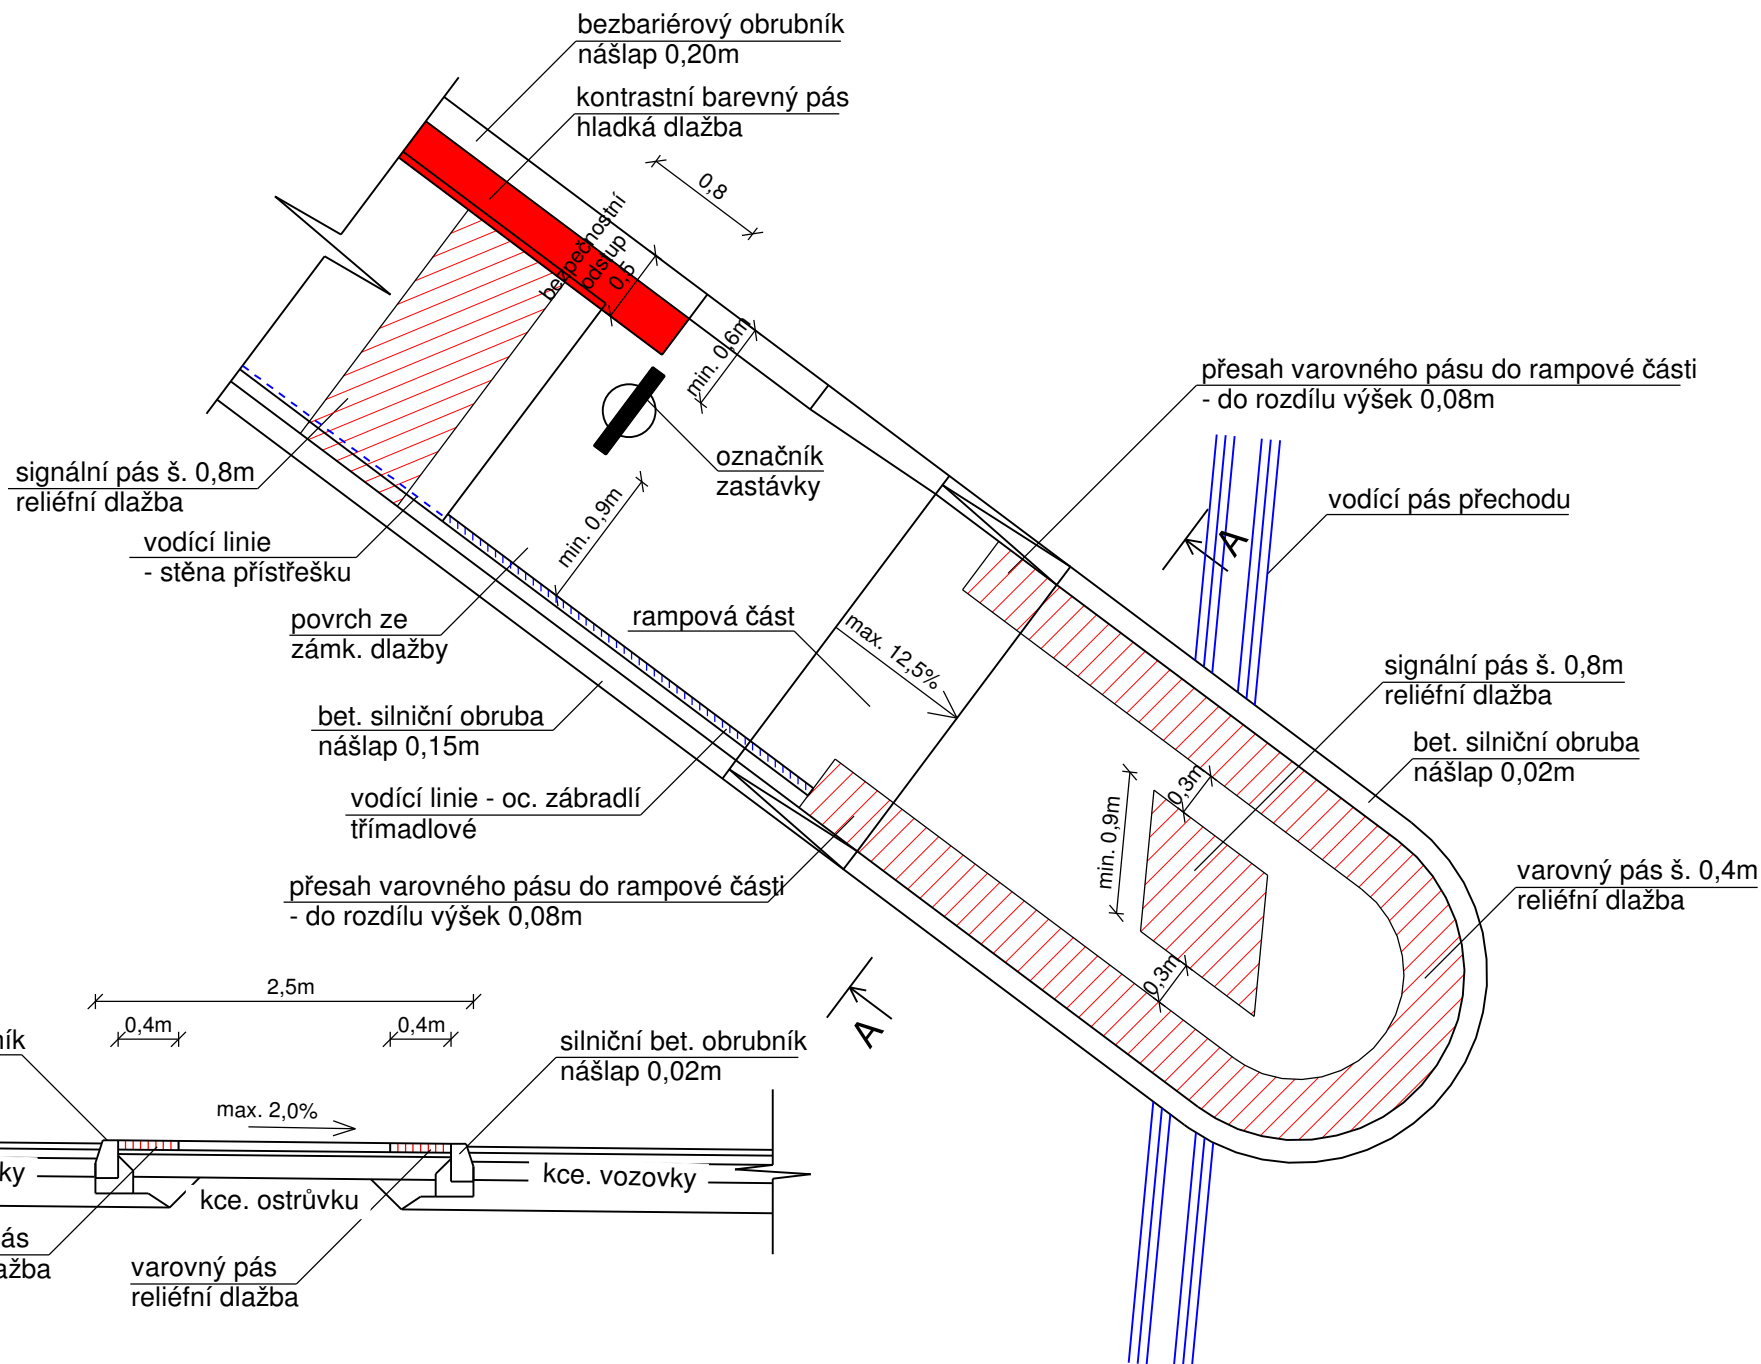 bezbariérový obrubník
nášlap 0,20m
kontrastní barevný pás
hladká dlažba
0,8
bezpečnostní
odstup
0,5
min. 0,6m
přesah varovného pásu do rampové části
- do rozdílu výšek 0,08m
označník
zastávky
signální pás š. 0,8m
reliéfní dlažba
vodící pás přechodu
min. 0,9m
A
vodící linie
- stěna přístřešku
povrch ze
zámk. dlažby
rampová část
max. 12,5%
signální pás š. 0,8m
reliéfní dlažba
bet. silniční obruba
nášlap 0,15m
bet. silniční obruba
nášlap 0,02m
vodící linie - oc. zábradlí
třímadlové
0,3m
min. 0,9m
přesah varovného pásu do rampové části
- do rozdílu výšek 0,08m
varovný pás š. 0,4m
reliéfní dlažba
0,3m
A
2,5m
0,4m
0,4m
ník
silniční bet. obrubník
nášlap 0,02m
max. 2,0%
ky
kce. ostrůvku
kce. vozovky
ás
ažba
varovný pás
reliéfní dlažba